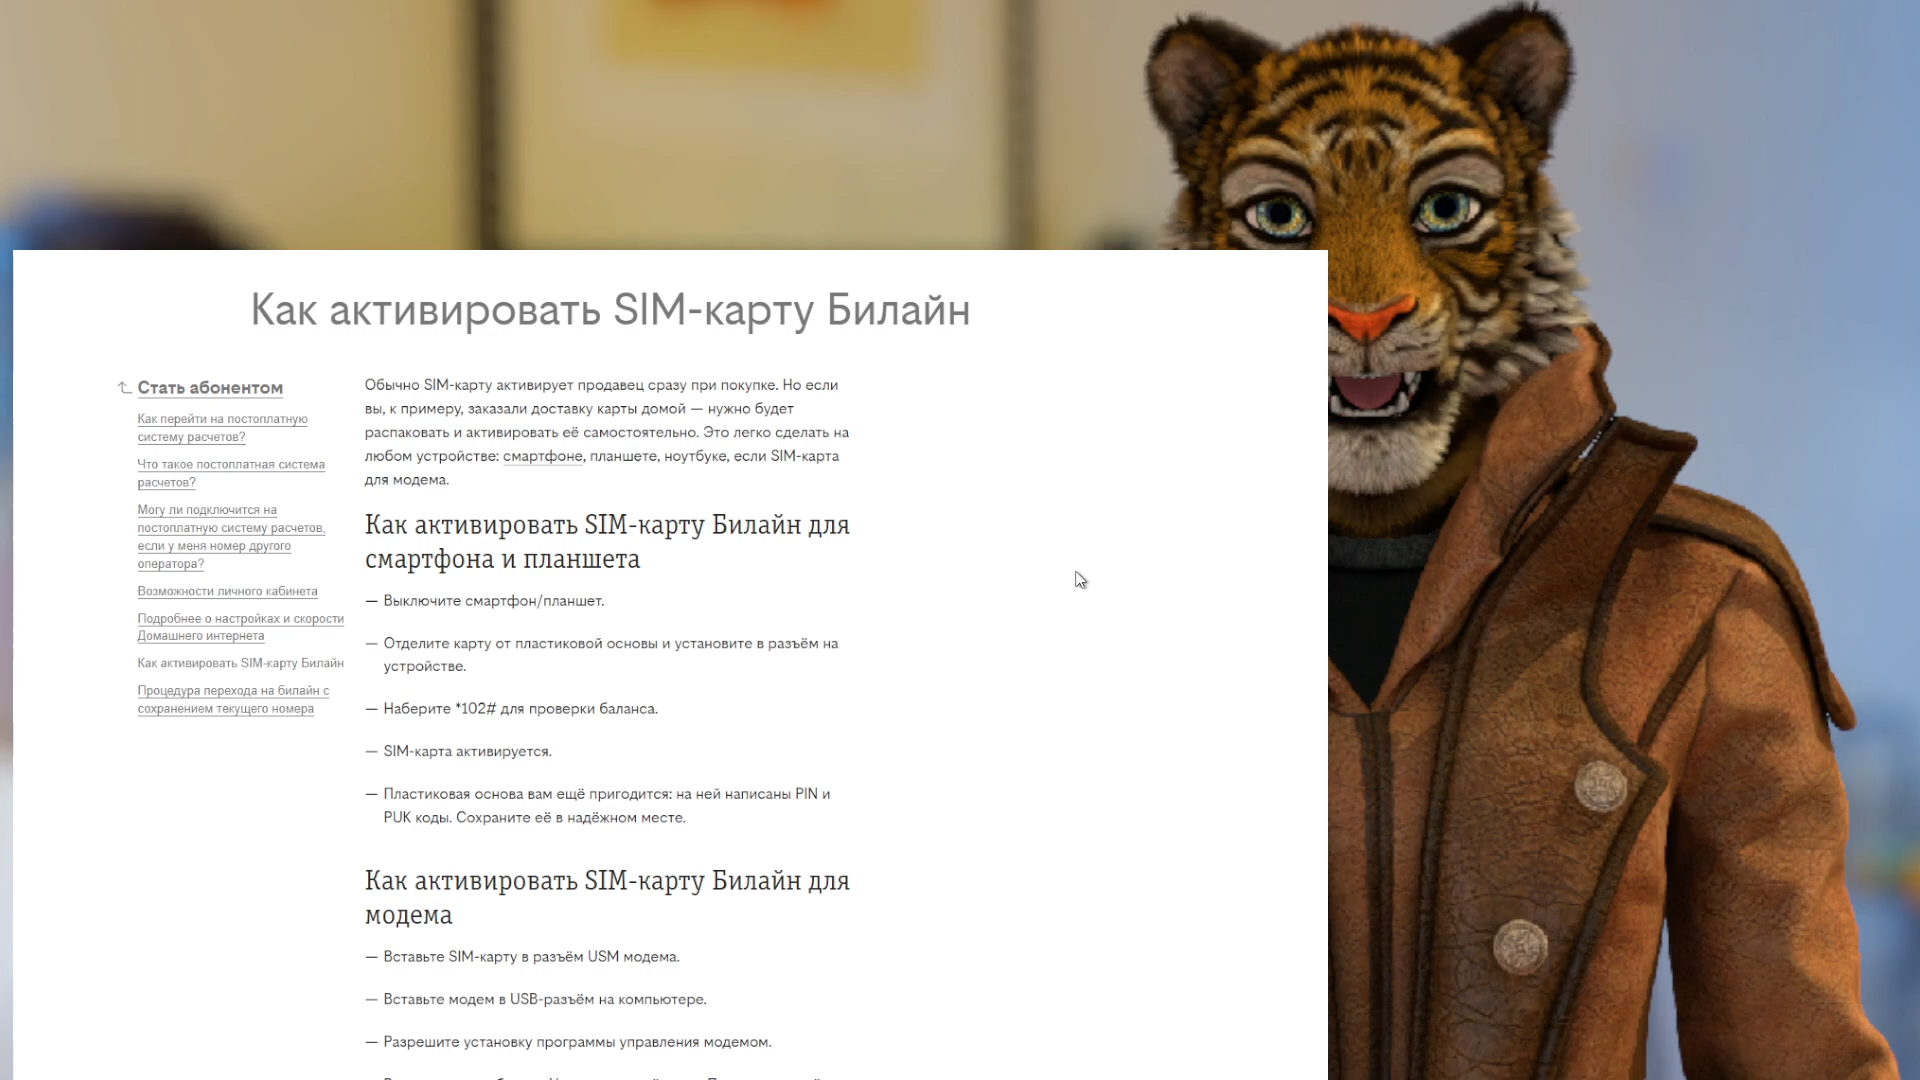 Как активировать SIM-карту Билайн
Стать абонентом
Как перейти на постоплатную
систему расчетов?
Что такое постоплатная система
расчетов?
Могу ли подключится на
постоплатную систему расчетов,
если у меня номер другого
оператора?
Возможности личного кабинета
Подробнее о настройках и скорости
Домашнего интернета
Как активировать SIM-карту Билайн
Процедура перехода на билайн с
сохранением текущего номера
Обычно SIM-карту активирует продавец сразу при покупке. Но если
вы, к примеру, заказали доставку карты домой — нужно будет
распаковать и активировать её самостоятельно. Это легко сделать на
любом устройстве: смартфоне, планшете, ноутбуке, если SIM-карта
для модема.
Как активировать SIM-карту Билайн для
смартфона и планшета
— Выключите смартфон/планшет.
— Отделите карту от пластиковой основы и установите в разъём на
устройстве.
— Наберите *102# для проверки баланса.
— SIM-карта активируется.
— Пластиковая основа вам ещё пригодится: на ней написаны PIN и
PUK коды. Сохраните её в надёжном месте.
Как активировать SIM-карту Билайн для
модема
— Вставьте SIM-карту в разъём USM модема.
— Вставьте модем в USB-разъём на компьютере.
— Разрешите установку программы управления модемом.